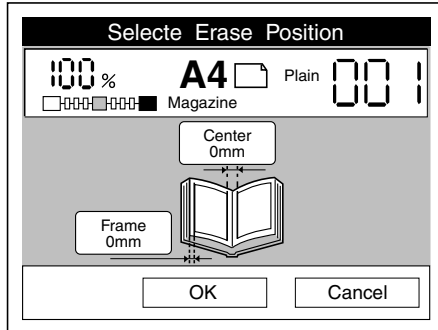 Selecte Erase Position
100 % A4 Plain 001
Magazine
Center
0mm
Frame
0mm
OK Cancel